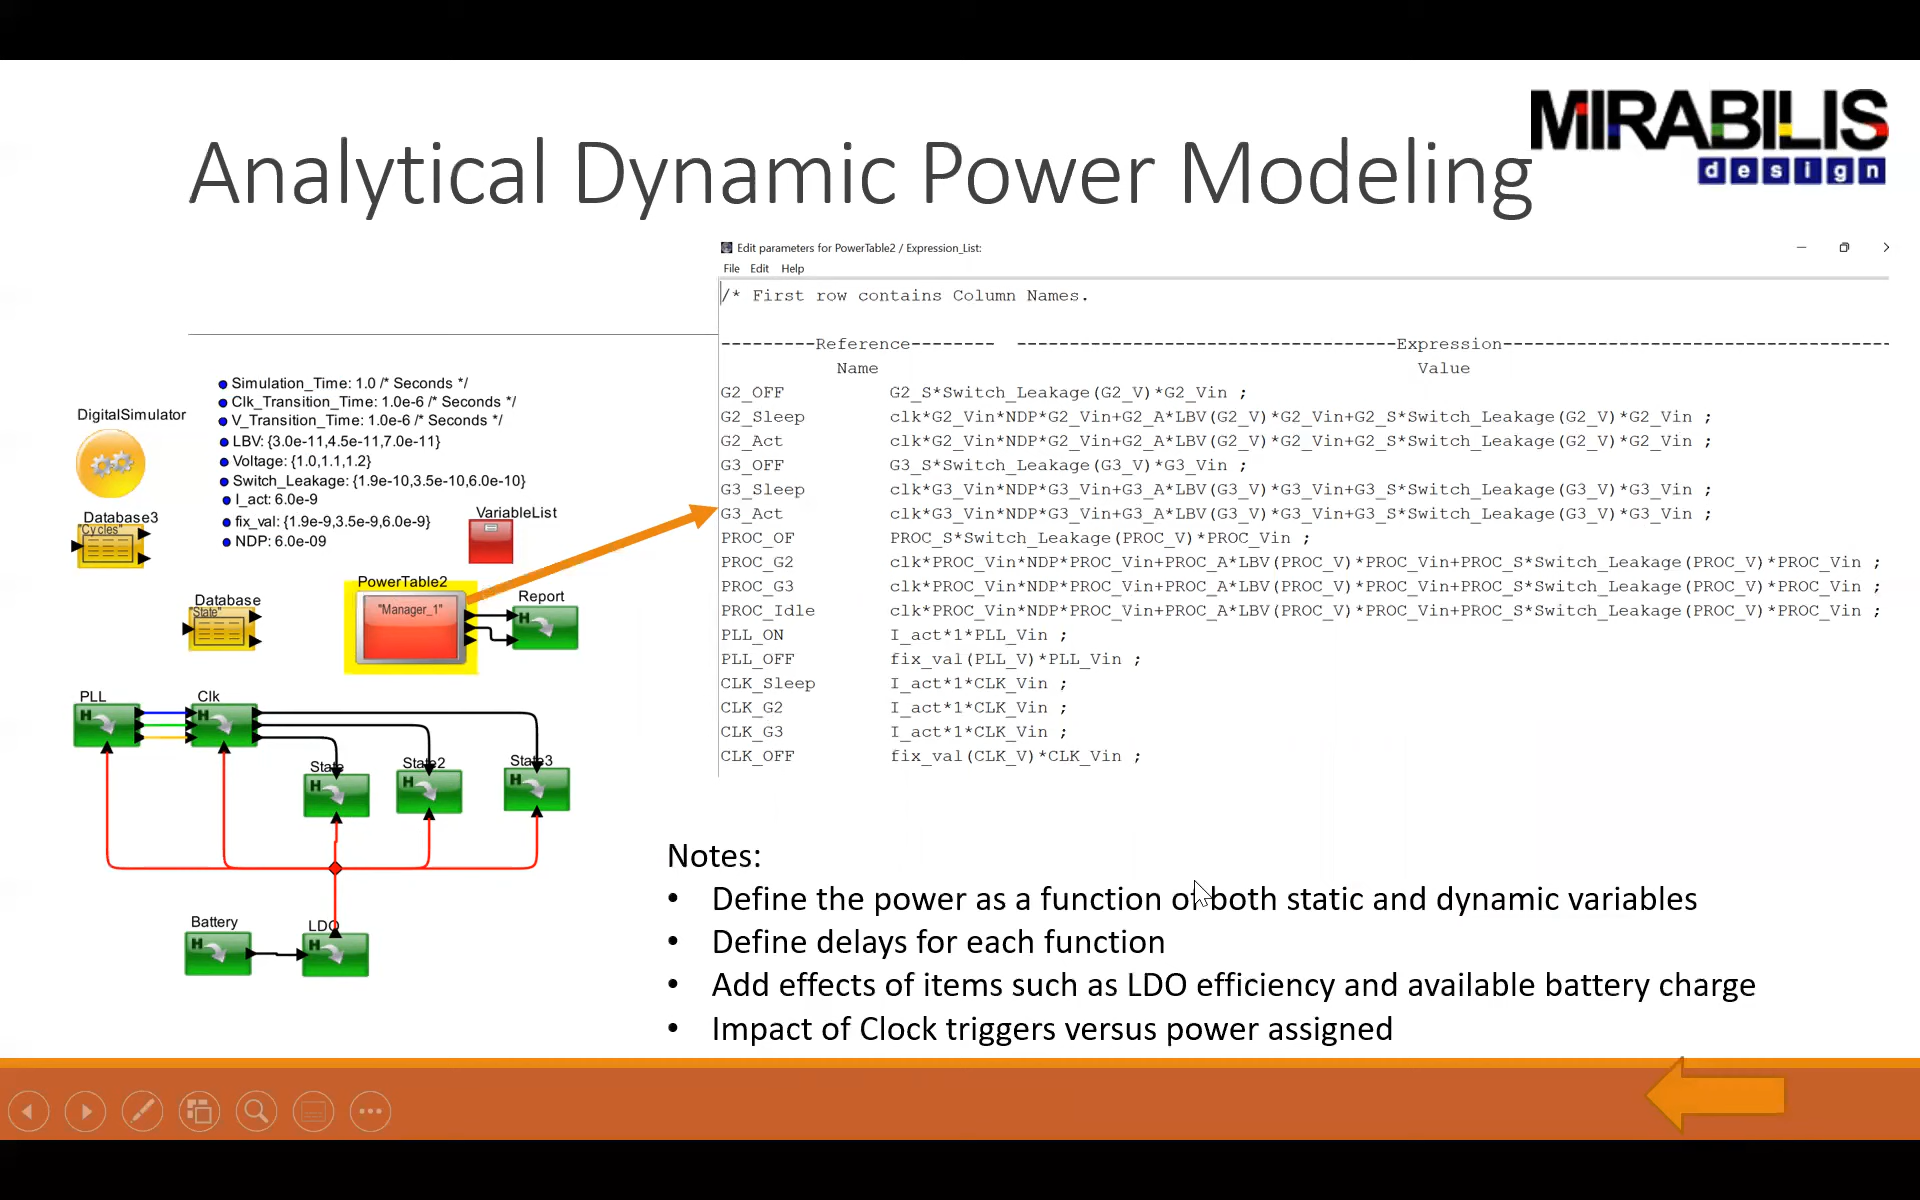 MIRABILIS
design
Analytical Dynamic Power Modeling
Edit parameters for PowerTable2 / Expression_List:
File Edit Help
/* First row contains Column Names.
---------Reference-------- ------------------------------------Expression-------------------------------------
Name Value
G2_OFF G2_S*Switch_Leakage(G2_V)*G2_Vin ;
G2_Sleep clk*G2_Vin*NDP*G2_Vin+G2_A*LBV(G2_V)*G2_Vin+G2_S*Switch_Leakage(G2_V)*G2_Vin ;
G2_Act clk*G2_Vin*NDP*G2_Vin+G2_A*LBV(G2_V)*G2_Vin+G2_S*Switch_Leakage(G2_V)*G2_Vin ;
G3_OFF G3_S*Switch_Leakage(G3_V)*G3_Vin ;
G3_Sleep clk*G3_Vin*NDP*G3_Vin+G3_A*LBV(G3_V)*G3_Vin+G3_S*Switch_Leakage(G3_V)*G3_Vin ;
G3_Act clk*G3_Vin*NDP*G3_Vin+G3_A*LBV(G3_V)*G3_Vin+G3_S*Switch_Leakage(G3_V)*G3_Vin ;
PROC_OF PROC_S*Switch_Leakage(PROC_V)*PROC_Vin ;
PROC_G2 clk*PROC_Vin*NDP*PROC_Vin+PROC_A*LBV(PROC_V)*PROC_Vin+PROC_S*Switch_Leakage(PROC_V)*PROC_Vin ;
PROC_G3 clk*PROC_Vin*NDP*PROC_Vin+PROC_A*LBV(PROC_V)*PROC_Vin+PROC_S*Switch_Leakage(PROC_V)*PROC_Vin ;
PROC_Idle clk*PROC_Vin*NDP*PROC_Vin+PROC_A*LBV(PROC_V)*PROC_Vin+PROC_S*Switch_Leakage(PROC_V)*PROC_Vin ;
PLL_ON I_act*1*PLL_Vin ;
PLL_OFF fix_val(PLL_V)*PLL_Vin ;
CLK_Sleep I_act*1*CLK_Vin ;
CLK_G2 I_act*1*CLK_Vin ;
CLK_G3 I_act*1*CLK_Vin ;
CLK_OFF fix_val(CLK_V)*CLK_Vin ;
DigitalSimulator
Simulation_Time: 1.0 /* Seconds */
Clk_Transition_Time: 1.0e-6 /* Seconds */
V_Transition_Time: 1.0e-6 /* Seconds */
LBV: {3.0e-11,4.5e-11,7.0e-11}
Voltage: {1.0,1.1,1.2}
Switch_Leakage: {1.9e-10,3.5e-10,6.0e-10}
I_act: 6.0e-9
fix_val: {1.9e-9,3.5e-9,6.0e-9}
NDP: 6.0e-09
VariableList
Database3
"Cycles"
Database
"State"
PowerTable2
"Manager_1"
Report
H
PLL
H
Clk
H
State
H
State2
H
State3
H
Battery
H
LDO
H
Notes:
• Define the power as a function of both static and dynamic variables
• Define delays for each function
• Add effects of items such as LDO efficiency and available battery charge
• Impact of Clock triggers versus power assigned